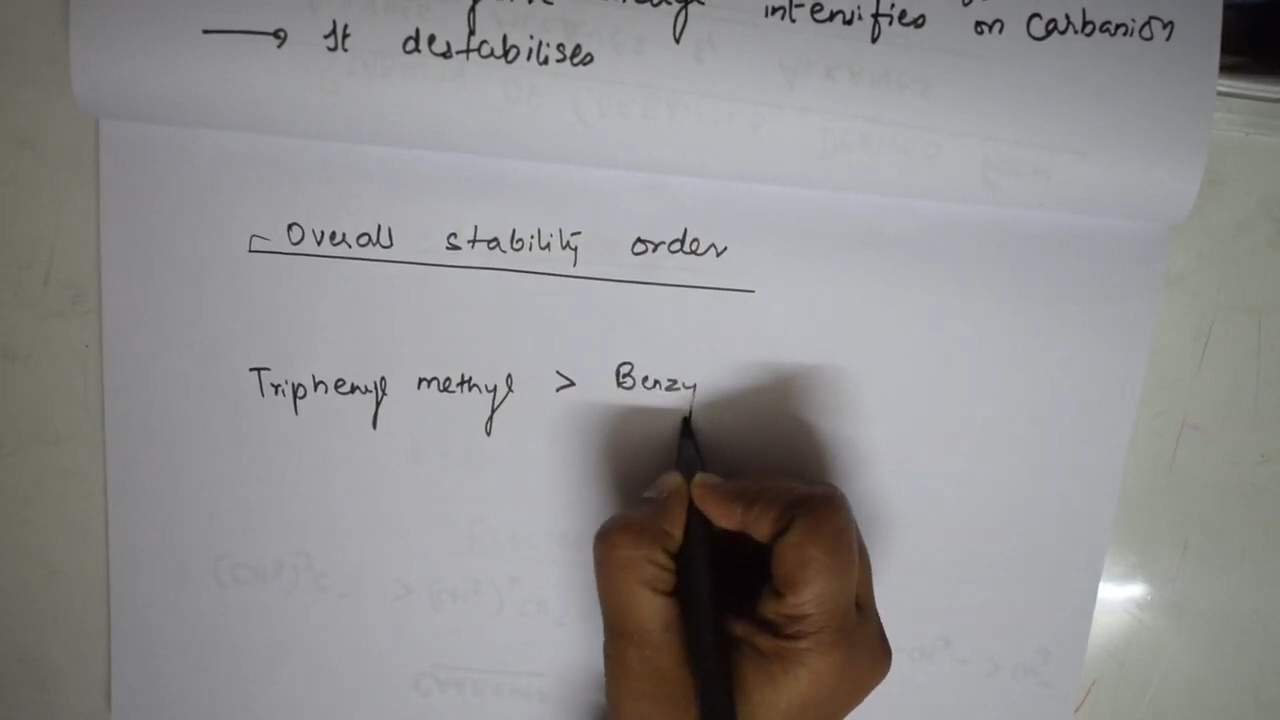 intensifies on carbanion
→ It destabilises
Overall stability order
Triphenyl methyl > Benzy